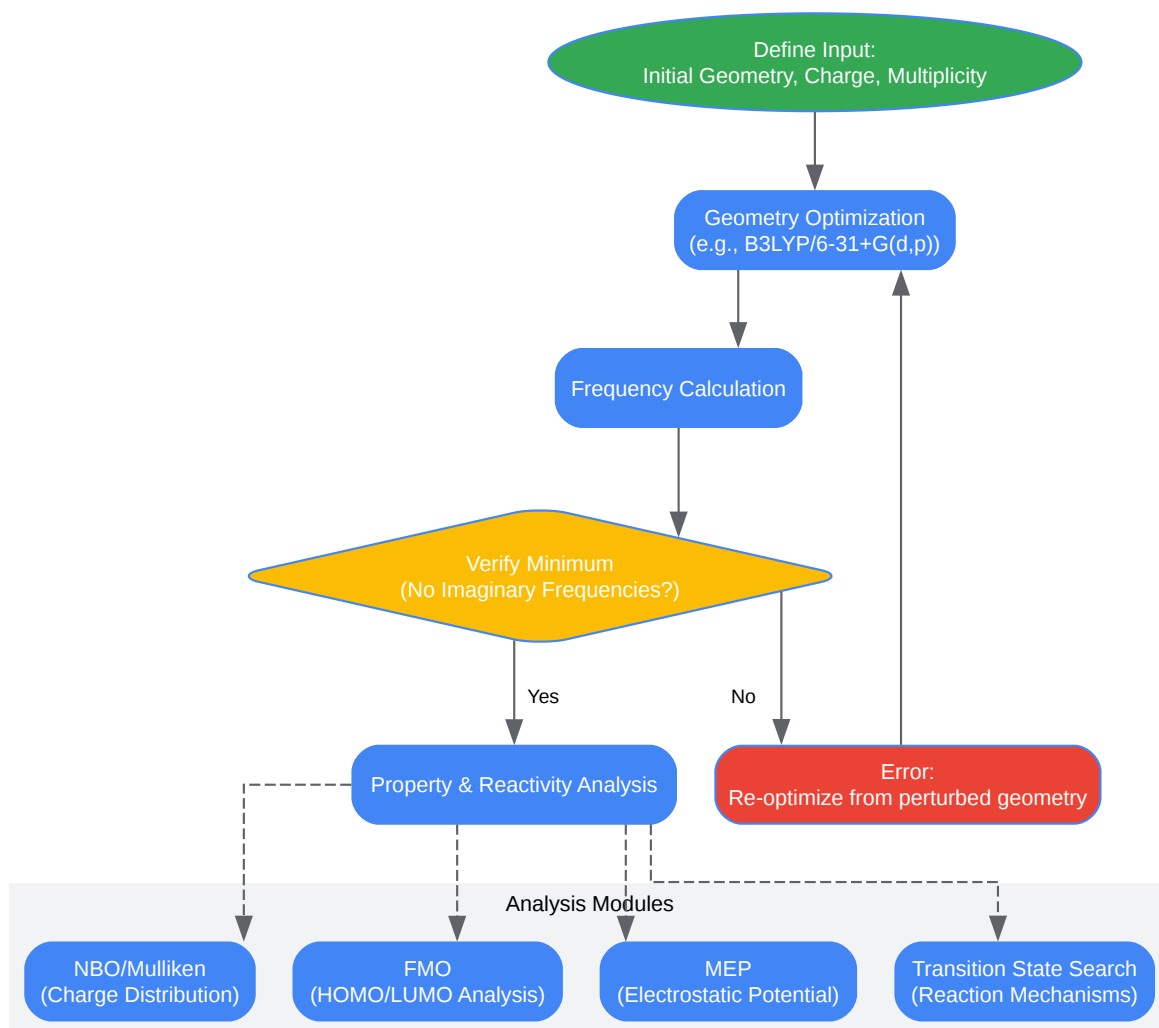 Define Input:
Initial Geometry, Charge, Multiplicity
Geometry Optimization
(e.g., B3LYP/6-31+G(d,p))
Frequency Calculation
Verify Minimum
(No Imaginary Frequencies?)
Yes
No
Property & Reactivity Analysis
Error:
Re-optimize from perturbed geometry
Analysis Modules
NBO/Mulliken
(Charge Distribution)
FMO
(HOMO/LUMO Analysis)
MEP
(Electrostatic Potential)
Transition State Search
(Reaction Mechanisms)